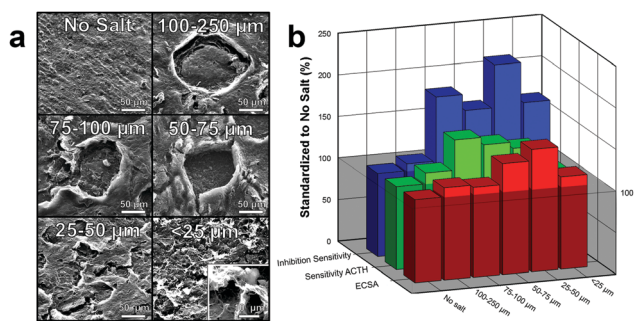 a
No Salt
50 µm
100-250 µm
50 µm
75-100 µm
50 µm
50-75 µm
50 µm
25-50 µm
50 µm
<25 µm
50
b
Standardized to No Salt (%)
250
200
150
100
50
0
100
Inhibition Sensitivity
Sensitivity ACTH
ECSA
No salt
100-250 µm
75-100 µm
50-75 µm
25-50 µm
<25 µm